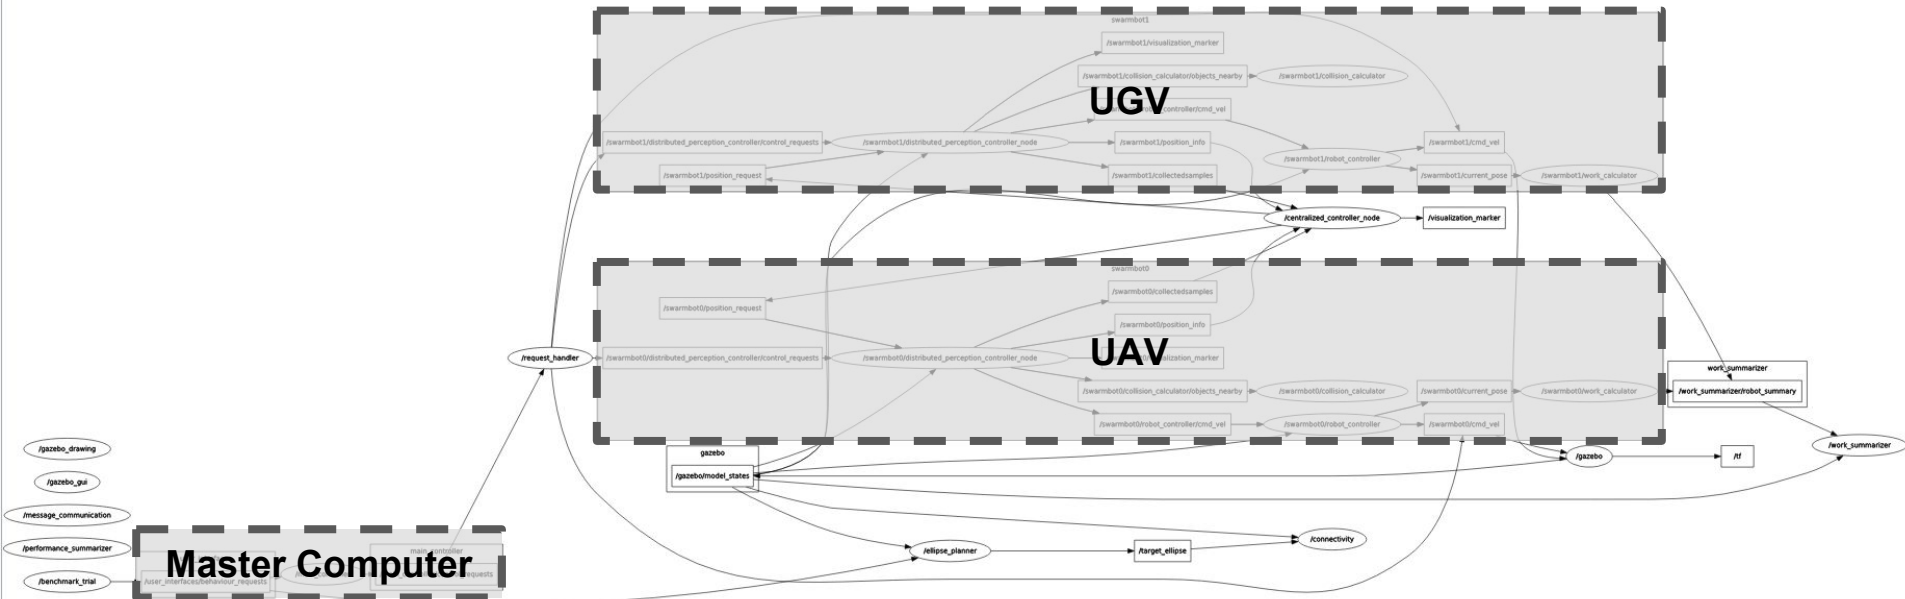 swarmbot1
/swarmbot1/visualization_marker
/swarmbot1/collision_calculator/objects_nearby
/swarmbot1/collision_calculator
UGV
_controller/cmd_vel
/swarmbot1/distributed_perception_controller/control_requests
/swarmbot1/distributed_perception_controller_node
/swarmbot1/position_info
/swarmbot1/cmd_vel
/swarmbot1/robot_controller
/swarmbot1/position_request
/swarmbot1/collectedsamples
/swarmbot1/current_pose
/swarmbot1/work_calculator
/centralized_controller_node
/visualization_marker
swarmbot0
/swarmbot0/collectedsamples
/swarmbot0/position_request
/swarmbot0/position_info
UAV
/request_handler
/swarmbot0/distributed_perception_controller/control_requests
/swarmbot0/distributed_perception_controller_node
alization_marker
work_summarizer
/swarmbot0/collision_calculator/objects_nearby
/swarmbot0/collision_calculator
/swarmbot0/current_pose
/swarmbot0/work_calculator
/work_summarizer/robot_summary
/swarmbot0/robot_controller/cmd_vel
/swarmbot0/robot_controller
/swarmbot0/cmd_vel
/work_summarizer
/gazebo_drawing
gazebo
/gazebo
/tf
/gazebo/model_states
/gazebo_gui
/message_communication
/connectivity
/performance_summarizer
main_controller
/ellipse_planner
/target_ellipse
Master Computer
/benchmark_trial
/user_interfaces/behaviour_requests
requests